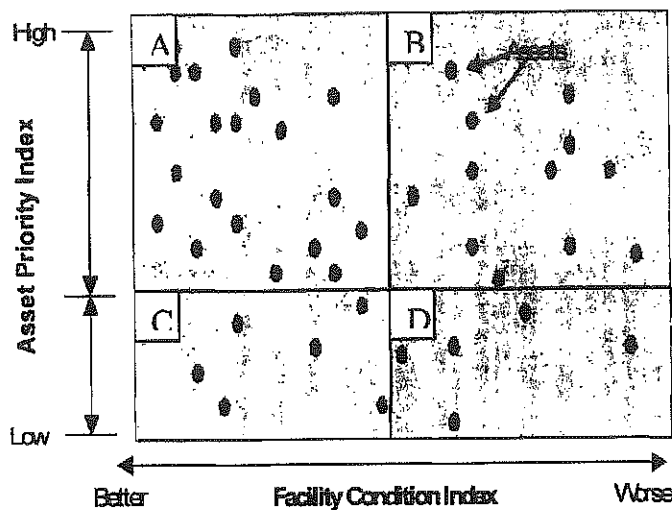 High
A
B
Assets
Asset Priority Index
C
D
Low
Better
Facility Condition Index
Worse